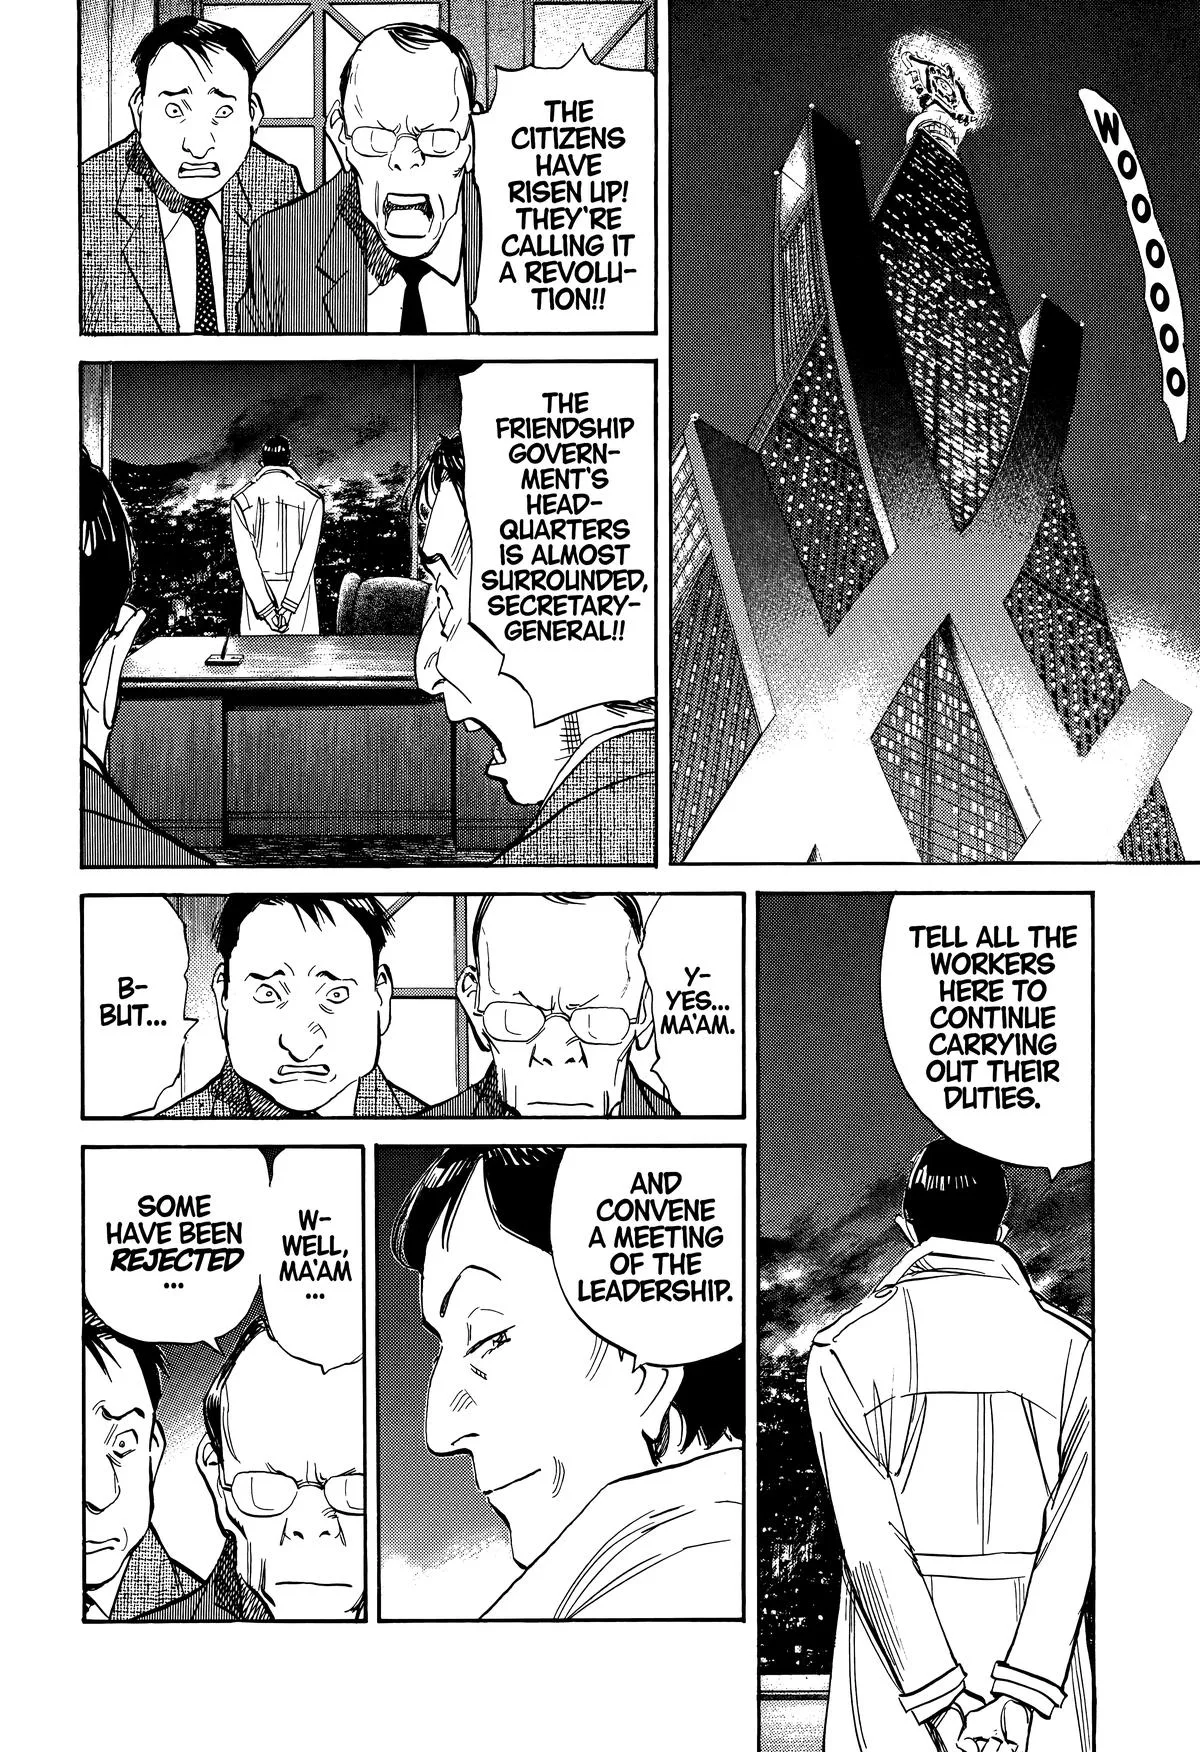 WOOOOOO
THE
CITIZENS
HAVE
RISEN UP!
THEY'RE
CALLING IT
A REVOLU-
TION!!
THE
FRIENDSHIP
GOVERN-
MENT'S
HEAD-
QUARTERS
IS ALMOST
SURROUNDED,
SECRETARY-
GENERAL!!
TELL ALL THE
WORKERS
HERE TO
CONTINUE
CARRYING
OUT THEIR
DUTIES.
Y-
YES...
MA'AM.
B-
BUT...
AND
CONVENE
A MEETING
OF THE
LEADERSHIP.
W-
WELL,
MA'AM
...
SOME
HAVE BEEN
REJECTED
...